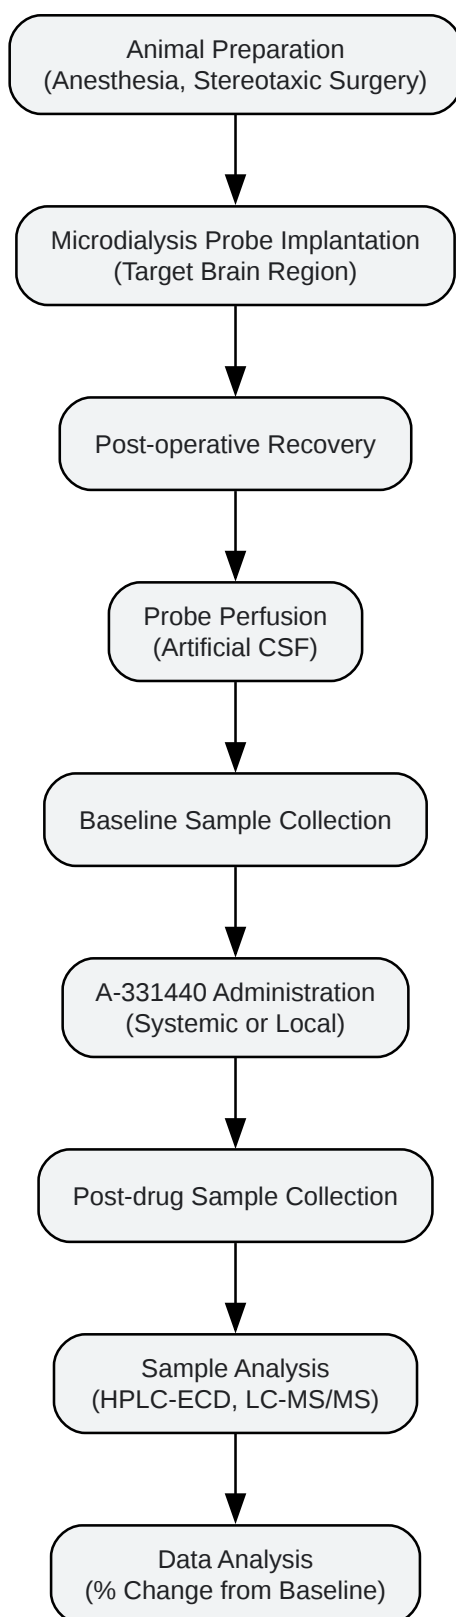 Animal Preparation
(Anesthesia, Stereotaxic Surgery)
Microdialysis Probe Implantation
(Target Brain Region)
Post-operative Recovery
Probe Perfusion
(Artificial CSF)
Baseline Sample Collection
A-331440 Administration
(Systemic or Local)
Post-drug Sample Collection
Sample Analysis
(HPLC-ECD, LC-MS/MS)
Data Analysis
(% Change from Baseline)